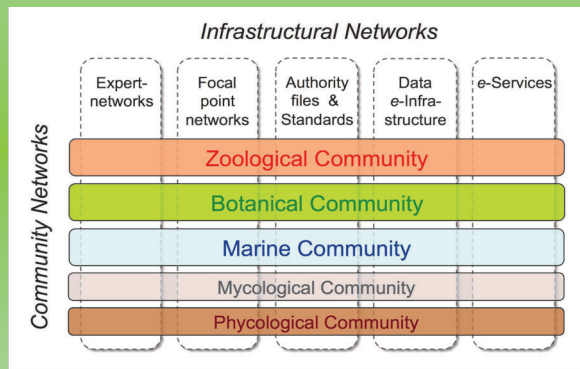 Infrastructural Networks
Expert-
networks
Focal
point
networks
Authority
files &
Standards
Data
e-Infra-
structure
e-Services
Community Networks
Zoological Community
Botanical Community
Marine Community
Mycological Community
Phycological Community